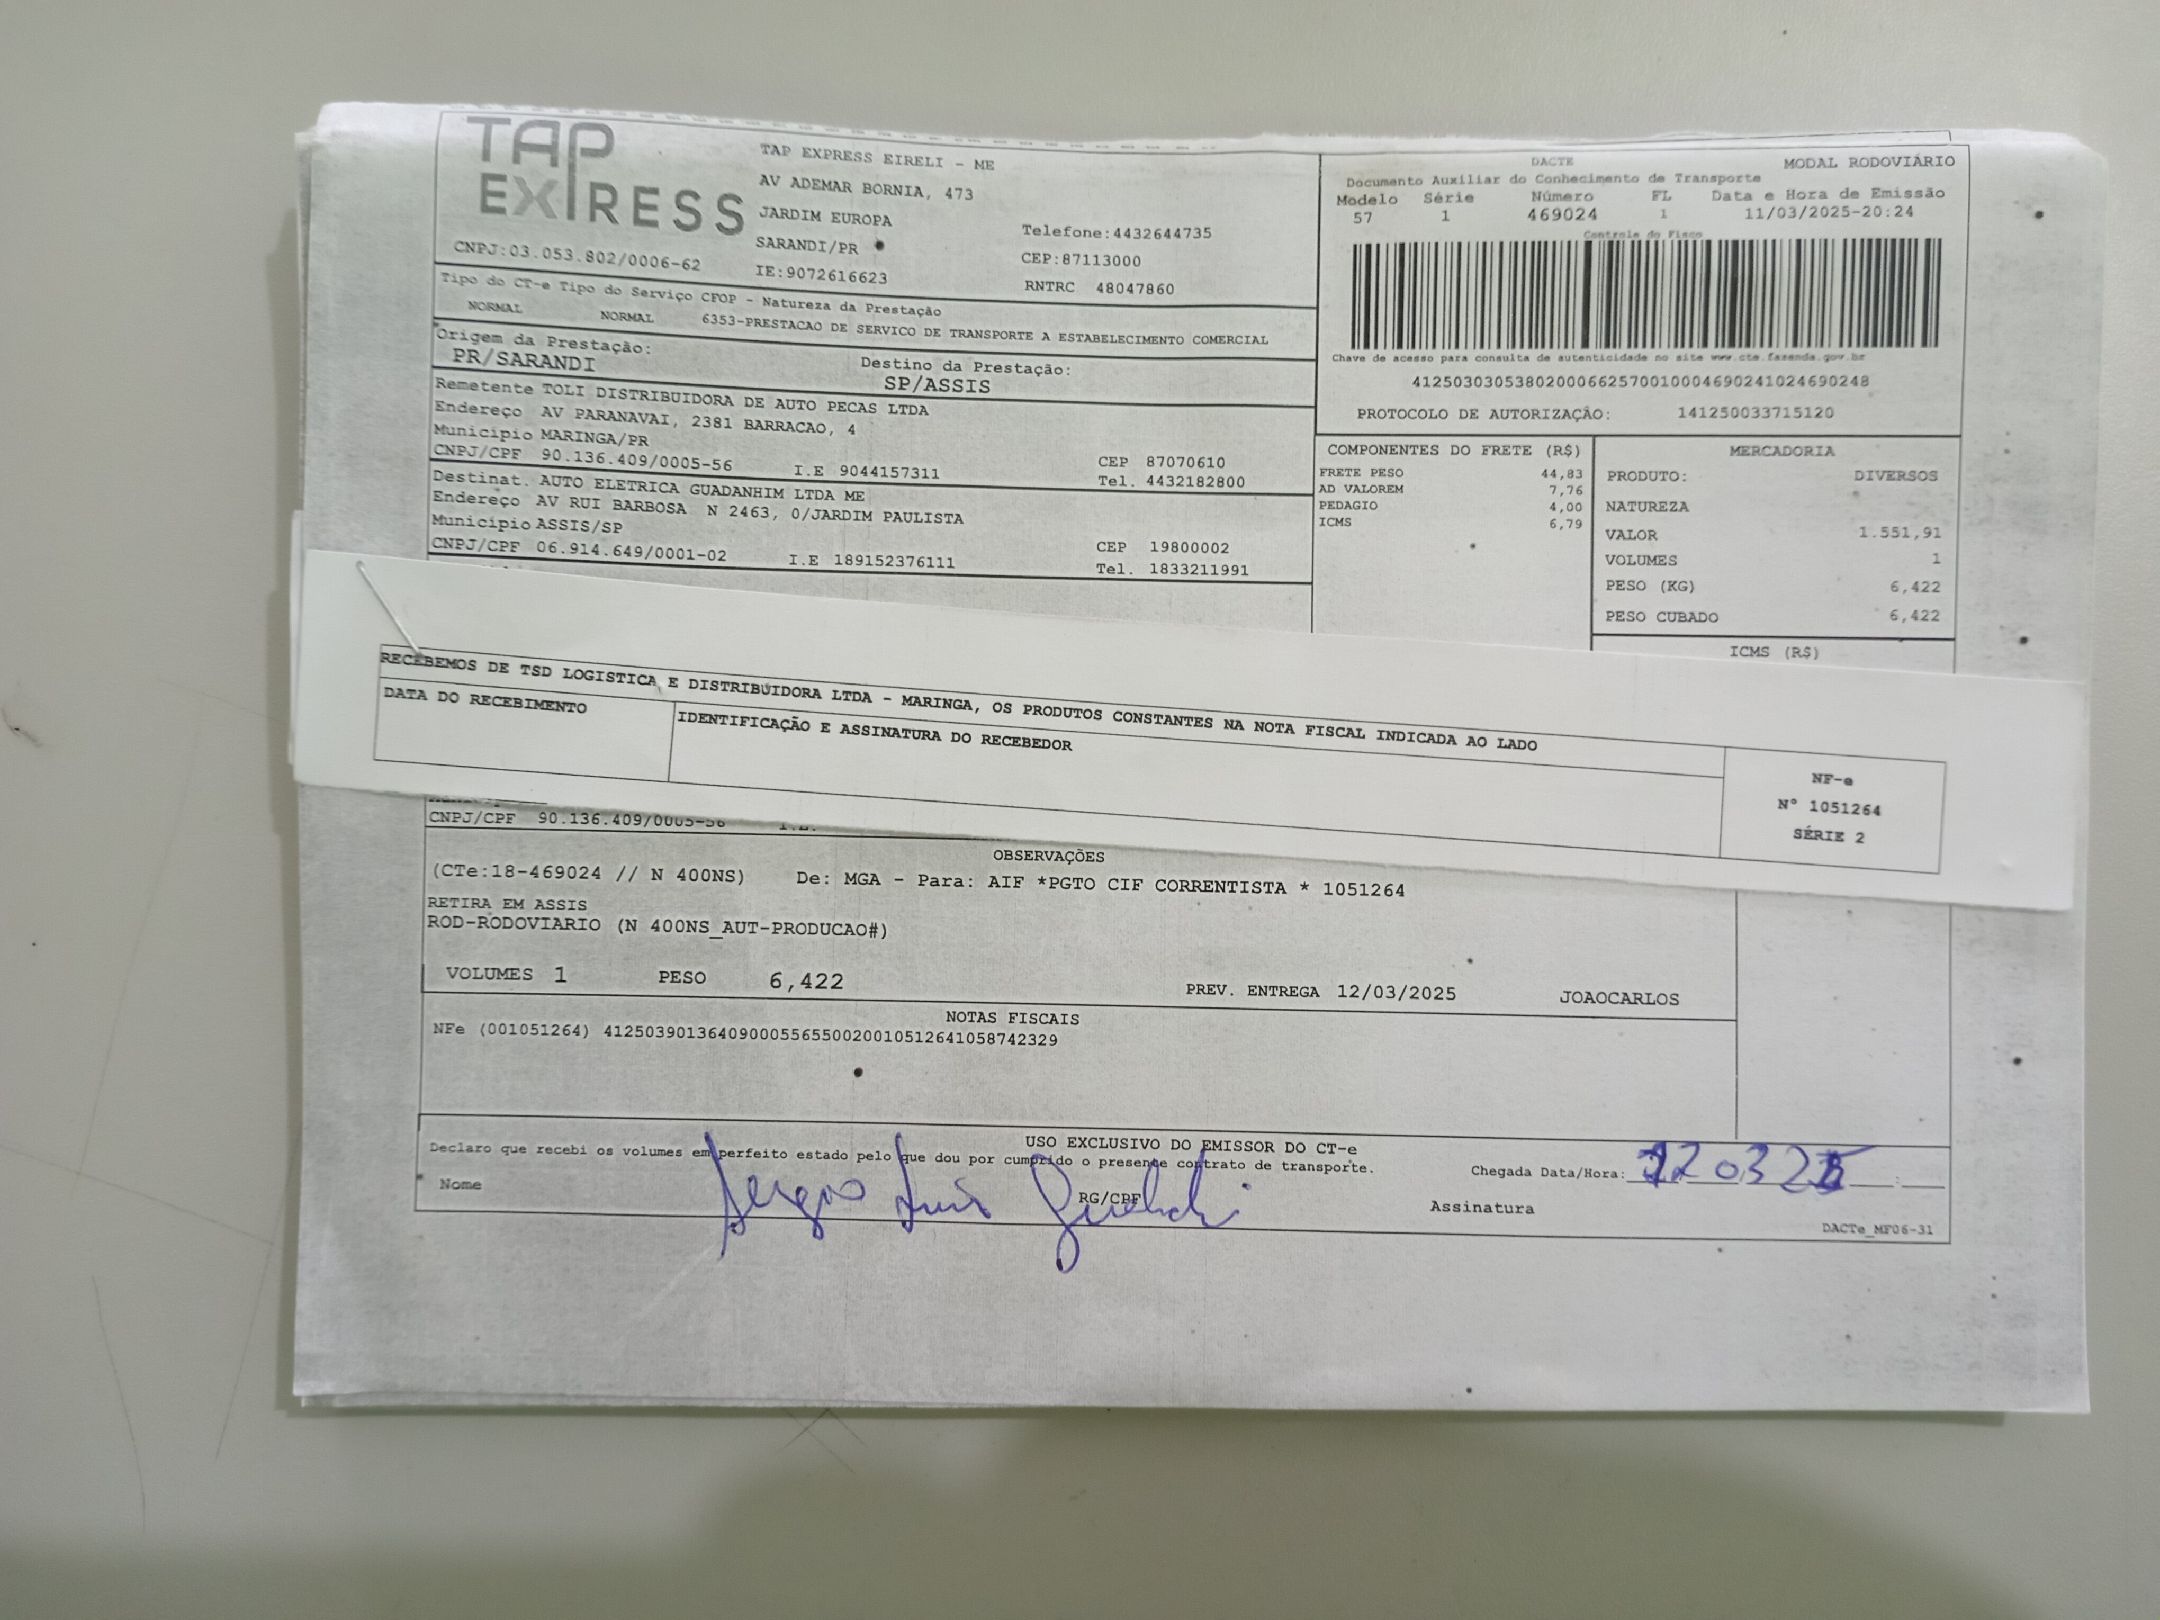 TAP
EXPRESS
TAP EXPRESS EIRELI - ME
AV ADEMAR BORNIA, 473
JARDIM EUROPA
SARANDI/PR
IE:9072616623
Telefone:4432644735
CEP:87113000
RNTRC 48047860
CNPJ:03.053.802/0006-62
DACTE MODAL RODOVIÁRIO
Documento Auxiliar do Conhecimento de Transporte
Modelo Série Número FL Data e Hora de Emissão
57 1 469024 1 11/03/2025-20:24
Controle do Fisco
Chave de acesso para consulta de autenticidade no site www.cte.fazenda.gov.br
41250303053802000662570010004690241024690248
PROTOCOLO DE AUTORIZAÇÃO: 141250033715120
Tipo do CT-e Tipo do Serviço CFOP - Natureza da Prestação
NORMAL NORMAL 6353-PRESTACAO DE SERVICO DE TRANSPORTE A ESTABELECIMENTO COMERCIAL
Origem da Prestação: Destino da Prestação:
PR/SARANDI SP/ASSIS
Remetente TOLI DISTRIBUIDORA DE AUTO PECAS LTDA
Endereço AV PARANAVAI, 2381 BARRACAO, 4
Município MARINGA/PR CEP 87070610
CNPJ/CPF 90.136.409/0005-56 I.E 9044157311 Tel. 4432182800
Destinat. AUTO ELETRICA GUADANHIM LTDA ME
Endereço AV RUI BARBOSA N 2463, 0/JARDIM PAULISTA
Município ASSIS/SP CEP 19800002
CNPJ/CPF 06.914.649/0001-02 I.E 189152376111 Tel. 1833211991
COMPONENTES DO FRETE (R$)
FRETE PESO 44,83
AD VALOREM 7,76
PEDAGIO 4,00
ICMS 6,79
MERCADORIA
PRODUTO: DIVERSOS
NATUREZA
VALOR 1.551,91
VOLUMES 1
PESO (KG) 6,422
PESO CUBADO 6,422
ICMS (R$)
RECEBEMOS DE TSD LOGISTICA E DISTRIBUIDORA LTDA - MARINGA, OS PRODUTOS CONSTANTES NA NOTA FISCAL INDICADA AO LADO
DATA DO RECEBIMENTO
IDENTIFICAÇÃO E ASSINATURA DO RECEBEDOR
NF-e
Nº 1051264
SÉRIE 2
CNPJ/CPF 90.136.409/0005-56
OBSERVAÇÕES
(CTe:18-469024 // N 400NS) De: MGA - Para: AIF *PGTO CIF CORRENTISTA * 1051264
RETIRA EM ASSIS
ROD-RODOVIARIO (N 400NS_AUT-PRODUCAO#)
VOLUMES 1 PESO 6,422 PREV. ENTREGA 12/03/2025 JOAOCARLOS
NOTAS FISCAIS
NFe (001051264) 41250390136409000556550020010512641058742329
USO EXCLUSIVO DO EMISSOR DO CT-e
Declaro que recebi os volumes em perfeito estado pelo que dou por cumprido o presente contrato de transporte.
Chegada Data/Hora: 12 03 25
Nome Sergio Luis RG/CPF Assinatura
DACTe_MF06-31